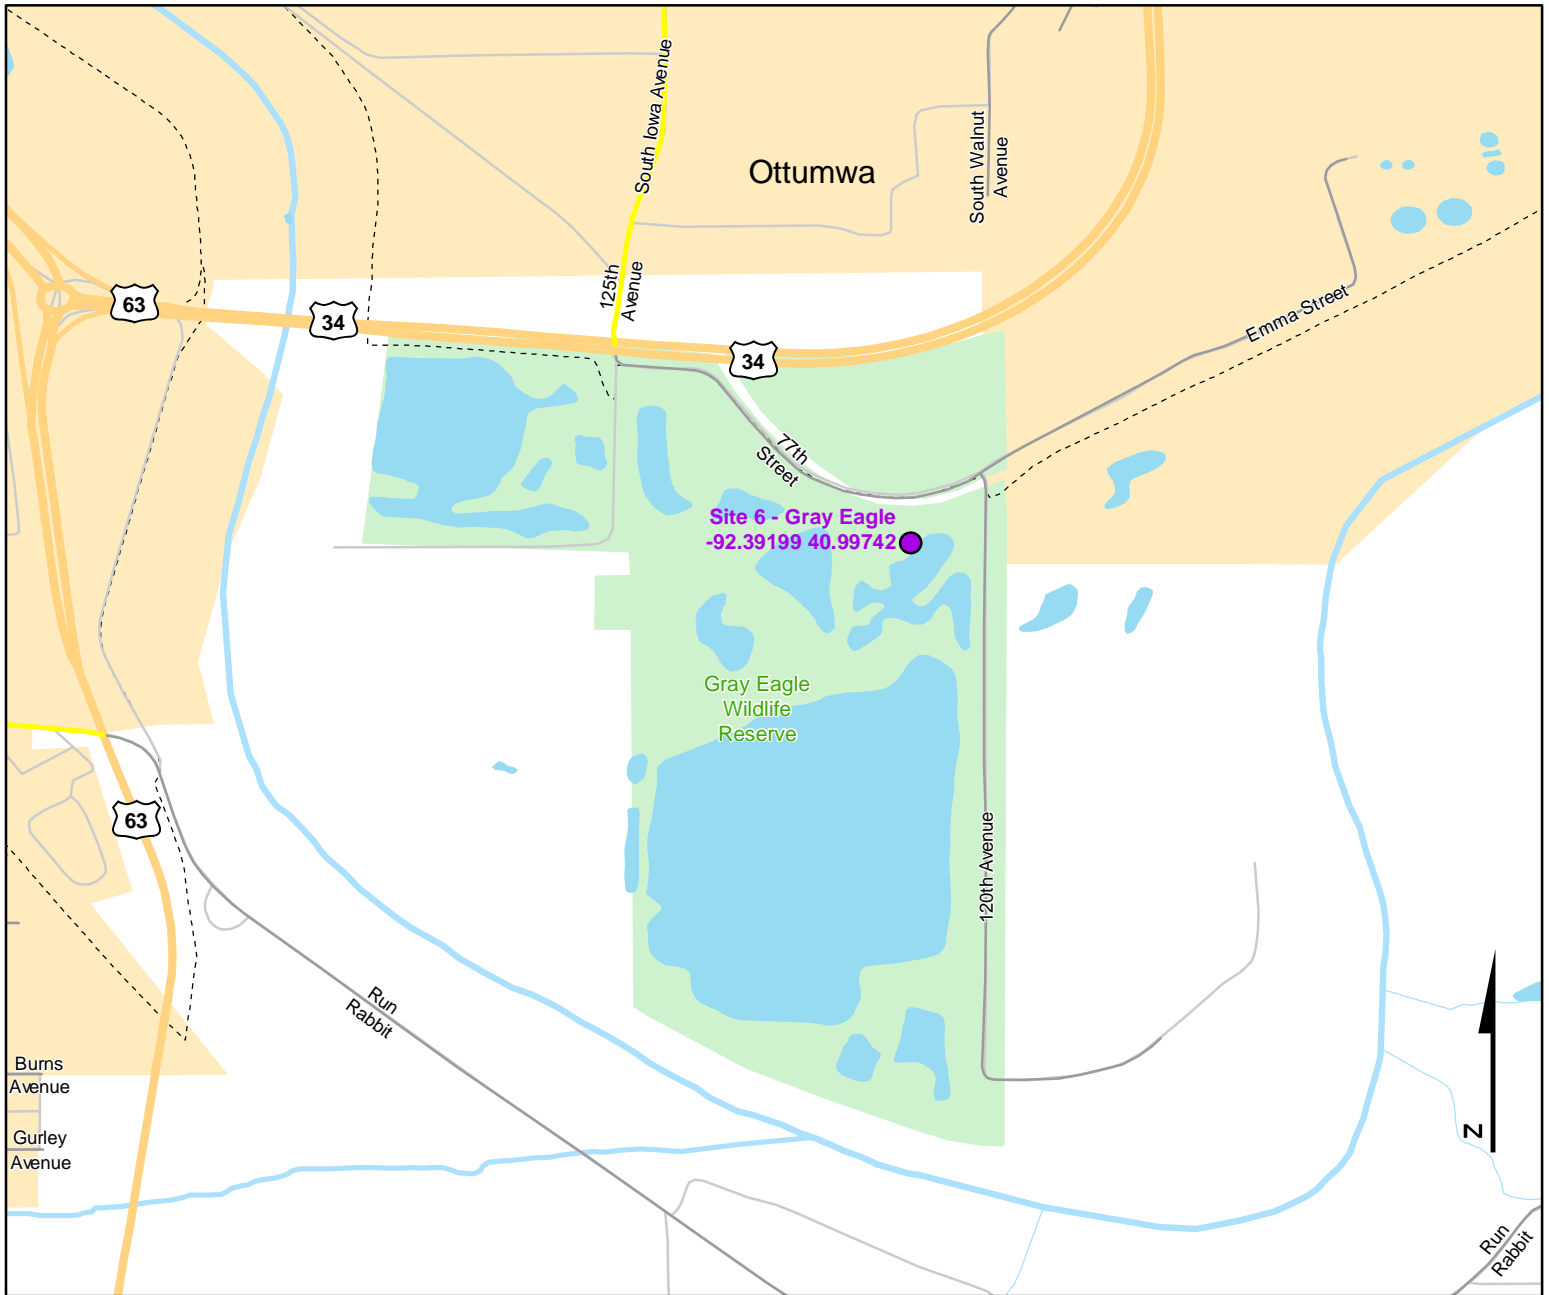 South Iowa Avenue
Ottumwa
South Walnut
Avenue
125th
Avenue
63
34
34
Emma Street
77th
Street
Site 6 - Gray Eagle
-92.39199 40.99742
Gray Eagle
Wildlife
Reserve
63
120th Avenue
Run
Rabbit
Burns
Avenue
Gurley
Avenue
N
Run
Rabbit